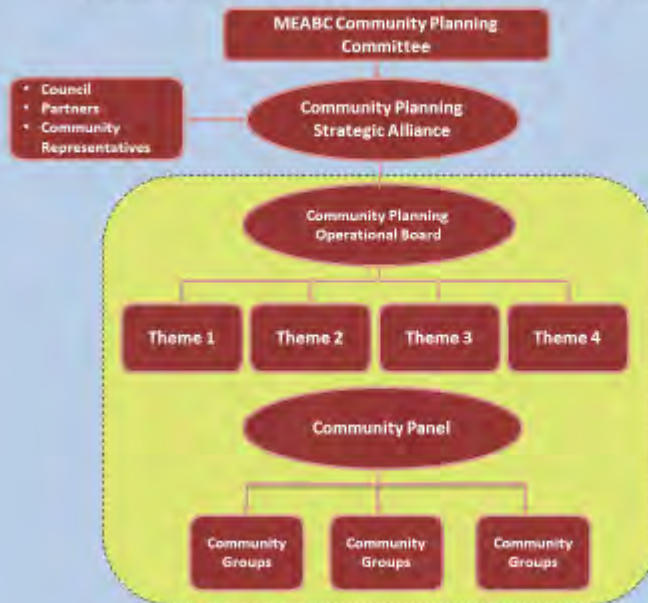 MEABC Community Planning
Committee
• Council
• Partners
• Community
Representatives
Community Planning
Strategic Alliance
Community Planning
Operational Board
Theme 1
Theme 2
Theme 3
Theme 4
Community Panel
Community
Groups
Community
Groups
Community
Groups